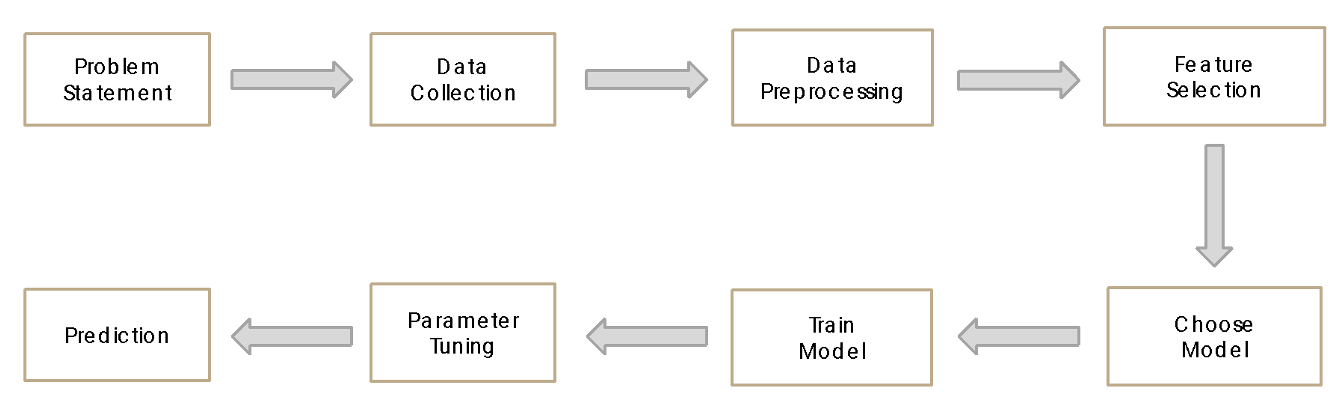 Problem
Statement
Data
Collection
Data
Preprocessing
Feature
Selection
Choose
Model
Train
Model
Parameter
Tuning
Prediction